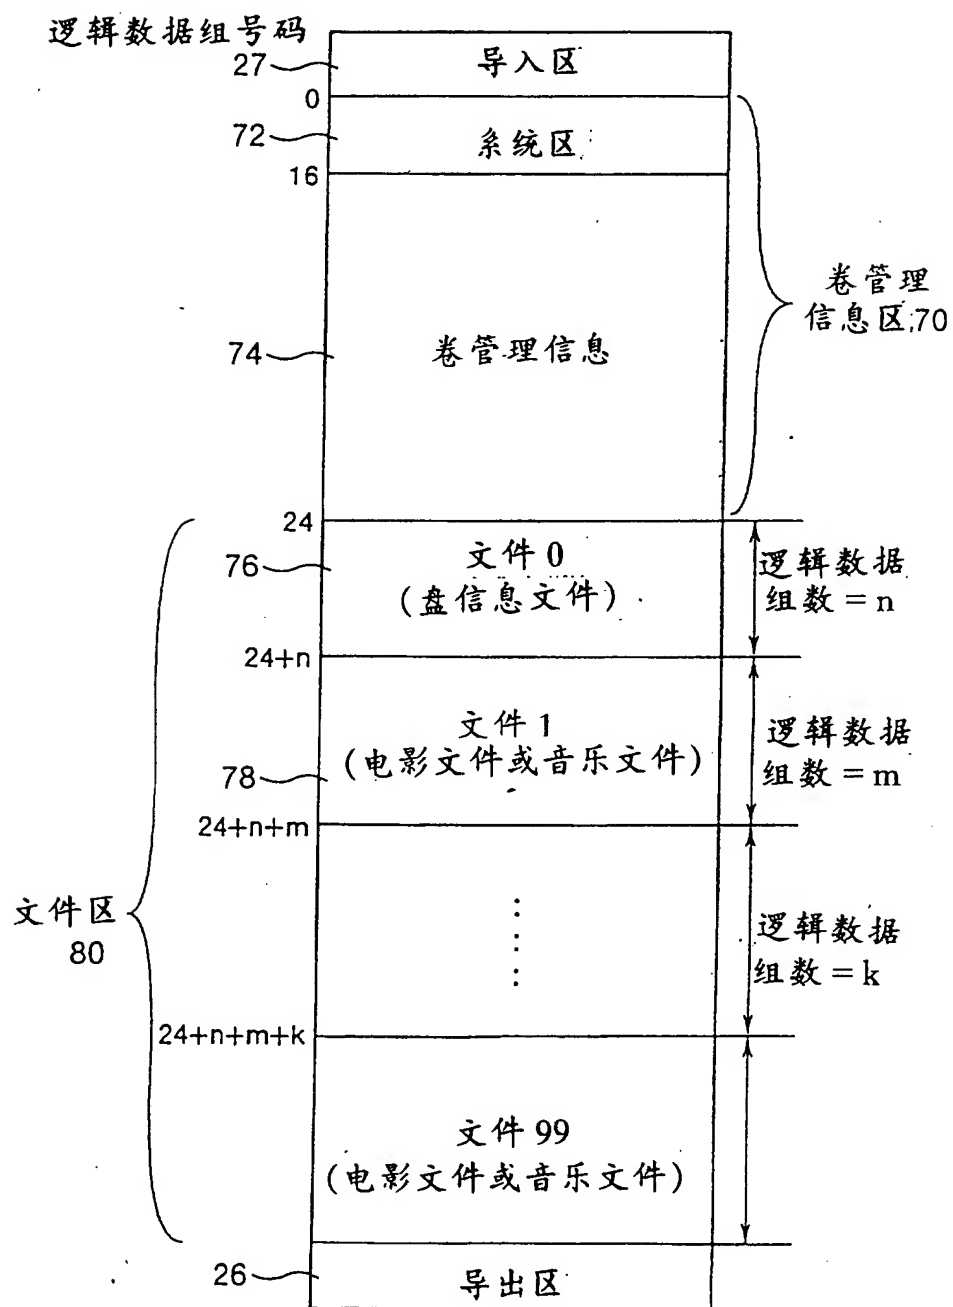 逻辑数据组号码
27
导入区
0
72
系统区
16
74
卷管理信息
卷管理
信息区,70
24
76
文件 0
(盘信息文件)
逻辑数据
组数=n
24+n
文件 1
78
(电影文件或音乐文件)
逻辑数据
组数=m
24+n+m
文件区
80
逻辑数据
组数=k
24+n+m+k
文件 99
(电影文件或音乐文件)
26
导出区